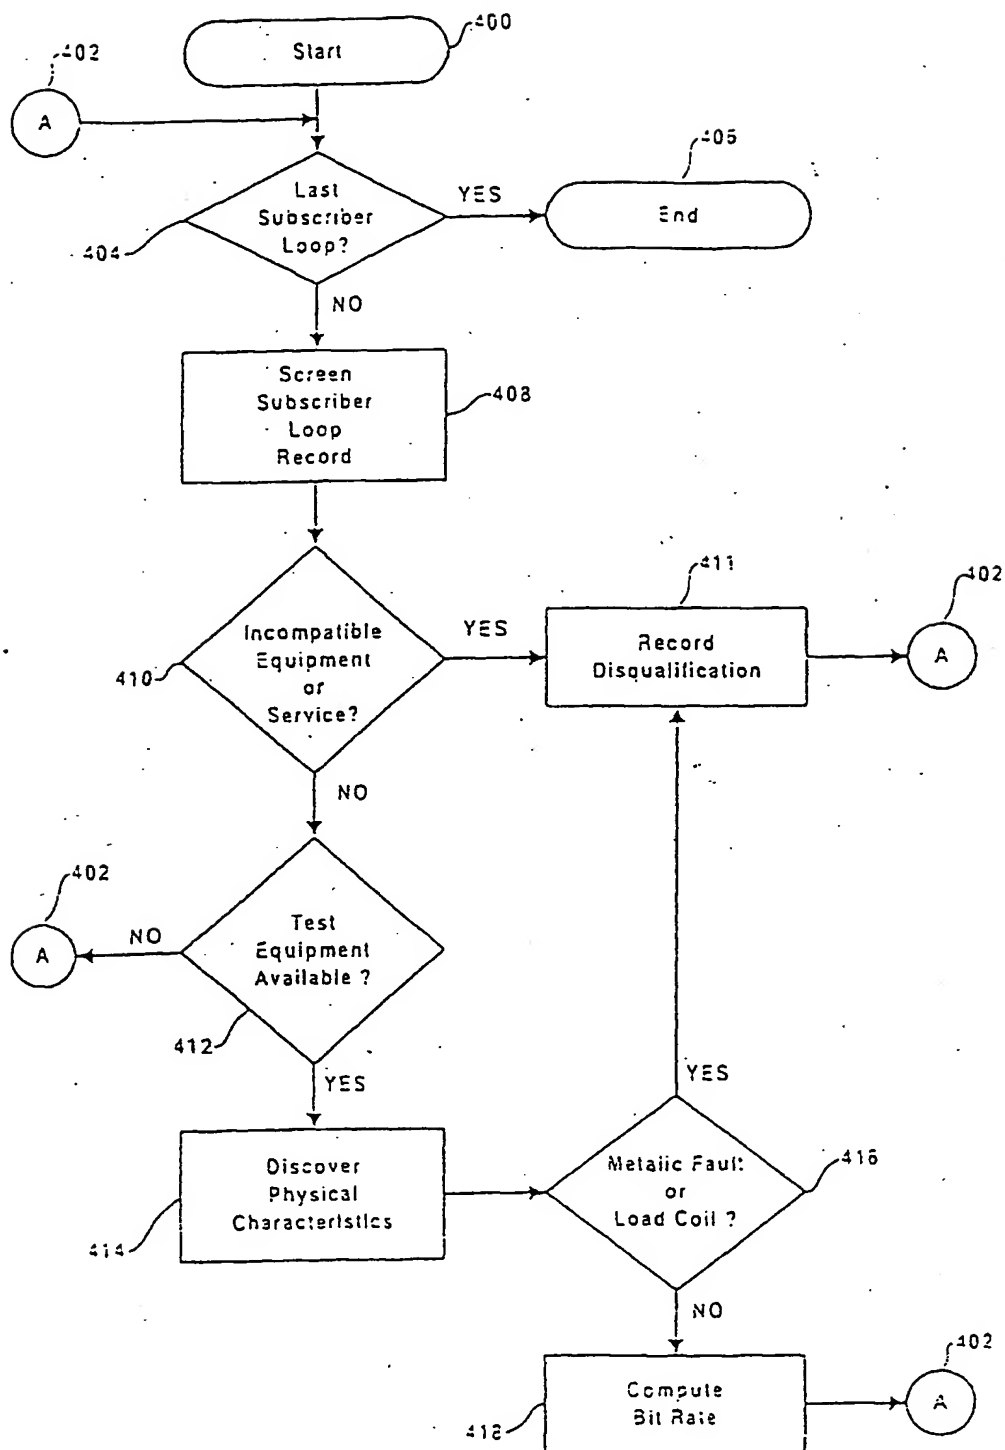 400
Start
402
A
Last
Subscriber
Loop?
404
YES
406
End
NO
Screen
Subscriber
Loop
Record
408
Incompatible
Equipment
or
Service?
410
YES
411
Record
Disqualification
402
A
NO
402
A
NO
Test
Equipment
Available ?
412
YES
Discover
Physical
Characteristics
414
YES
Metallic Fault
or
Load Coil ?
416
NO
Compute
Bit Rate
418
402
A